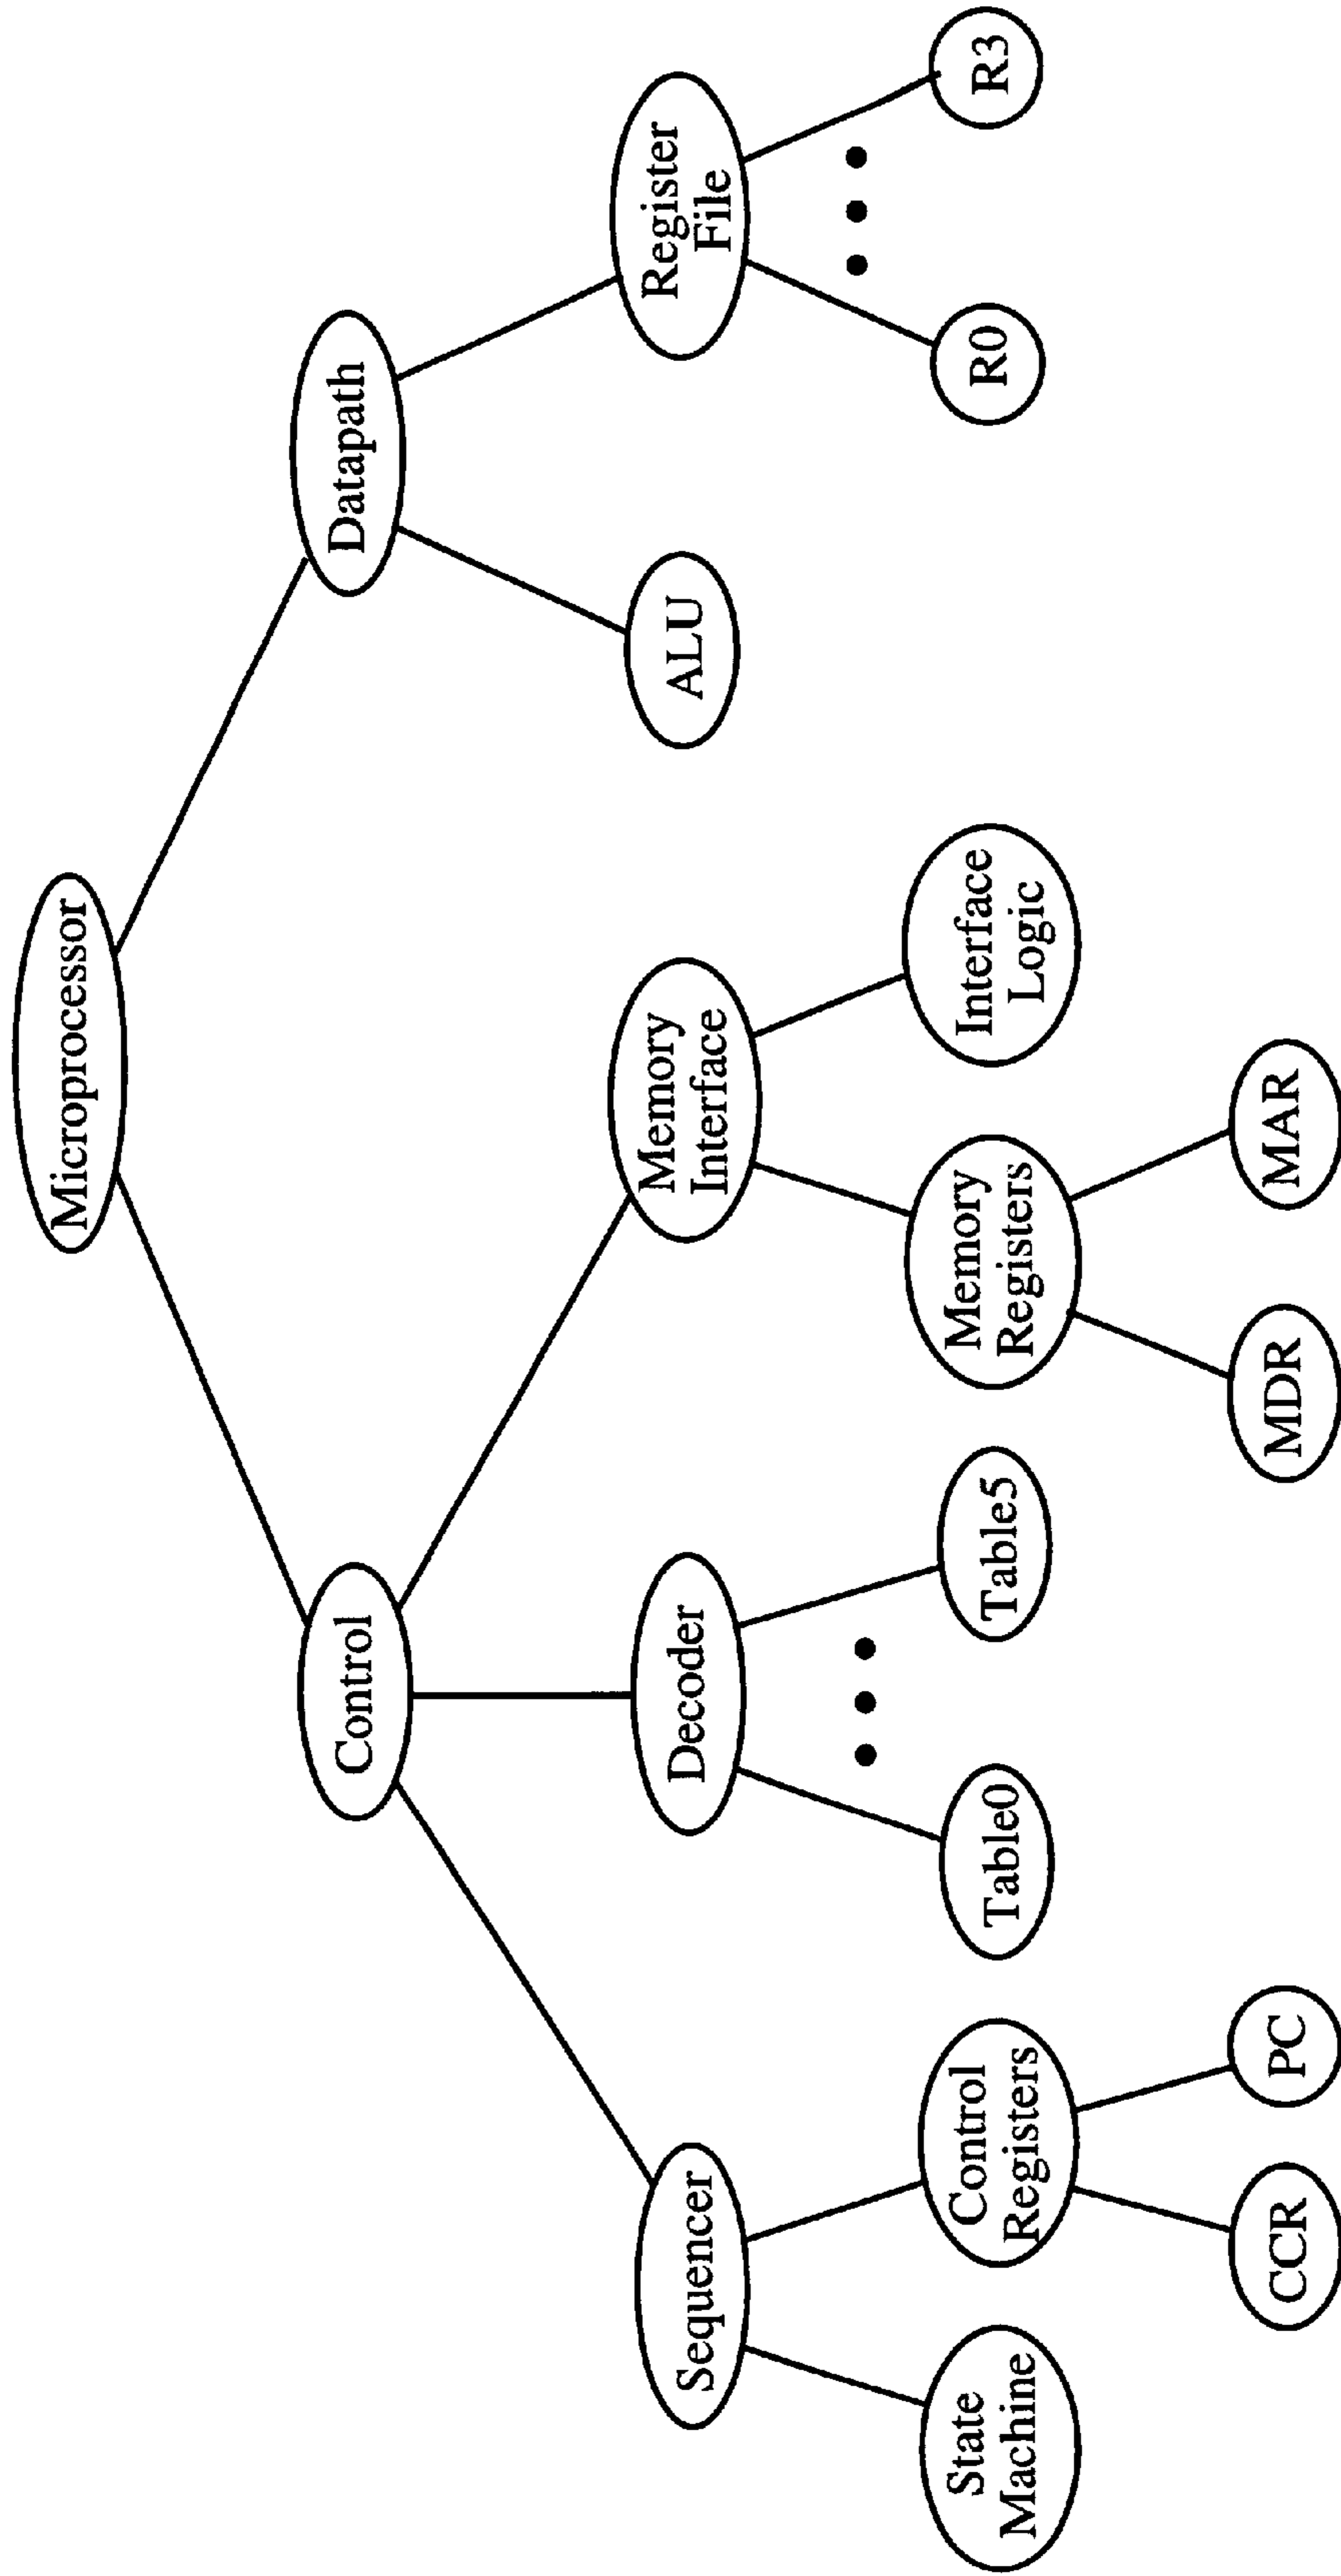 Microprocessor
Control
Datapath
Sequencer
Decoder
Memory
Interface
ALU
Register
File
State
Machine
Control
Registers
Table0
Table5
Memory
Registers
Interface
Logic
R0
R3
CCR
PC
MDR
MAR